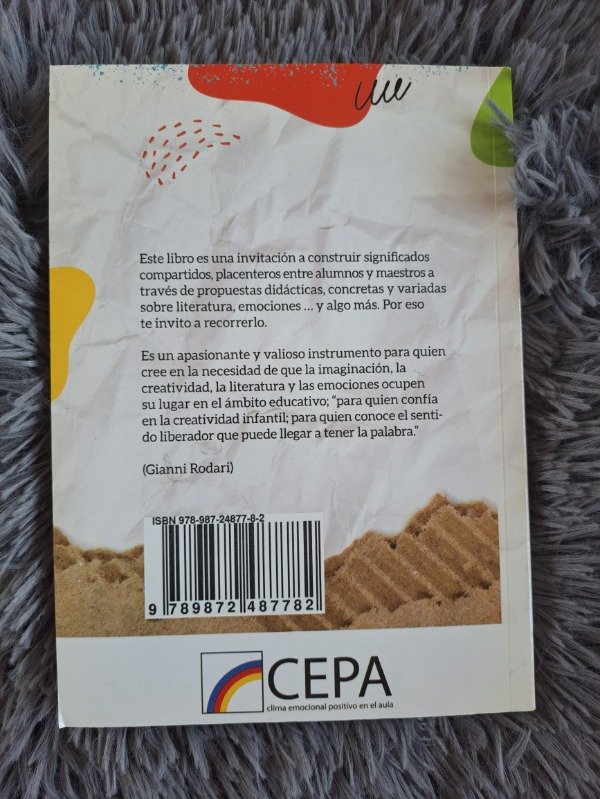 Este libro es una invitación a construir significados
compartidos, placenteros entre alumnos y maestros a
través de propuestas didácticas, concretas y variadas
sobre literatura, emociones ... y algo más. Por eso
te invito a recorrerlo.
Es un apasionante y valioso instrumento para quien
cree en la necesidad de que la imaginación, la
creatividad, la literatura y las emociones ocupen
su lugar en el ámbito educativo; “para quien confía
en la creatividad infantil; para quien conoce el senti-
do liberador que puede llegar a tener la palabra.”
(Gianni Rodari)
ISBN 978-987-24877-8-2
9 789872 487782
CEPA
clima emocional positivo en el aula